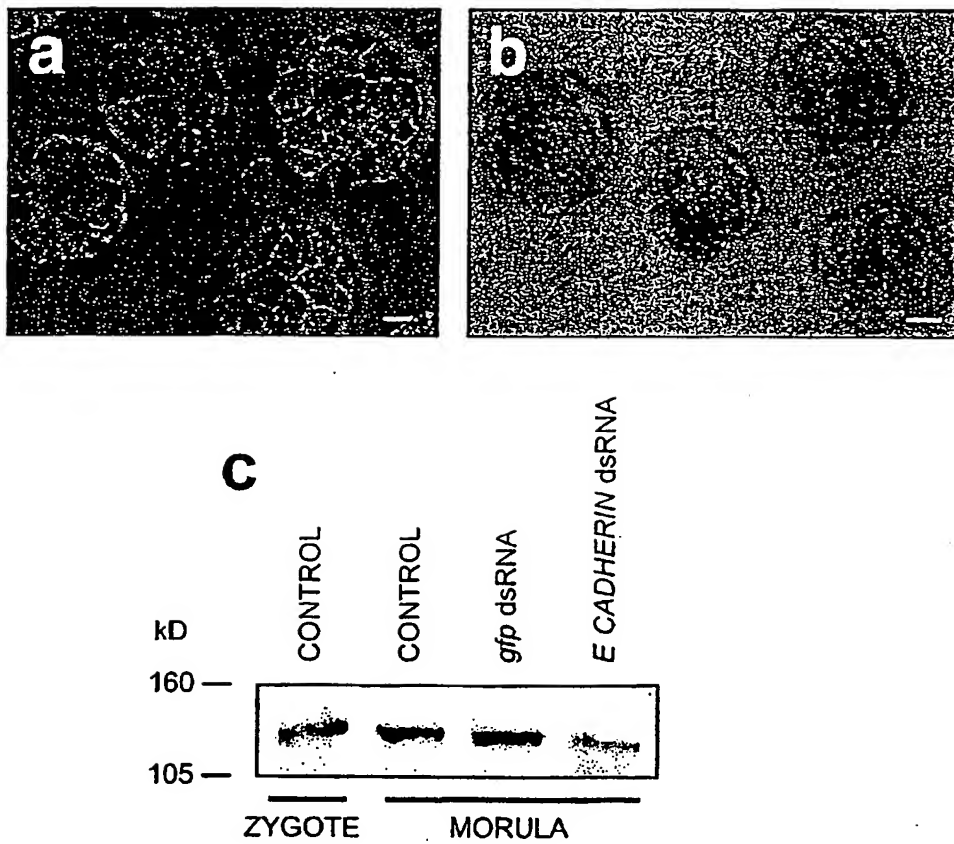 a
b
c
kD
CONTROL
CONTROL
gfp dsRNA
E CADHERIN dsRNA
160
105
ZYGOTE
MORULA